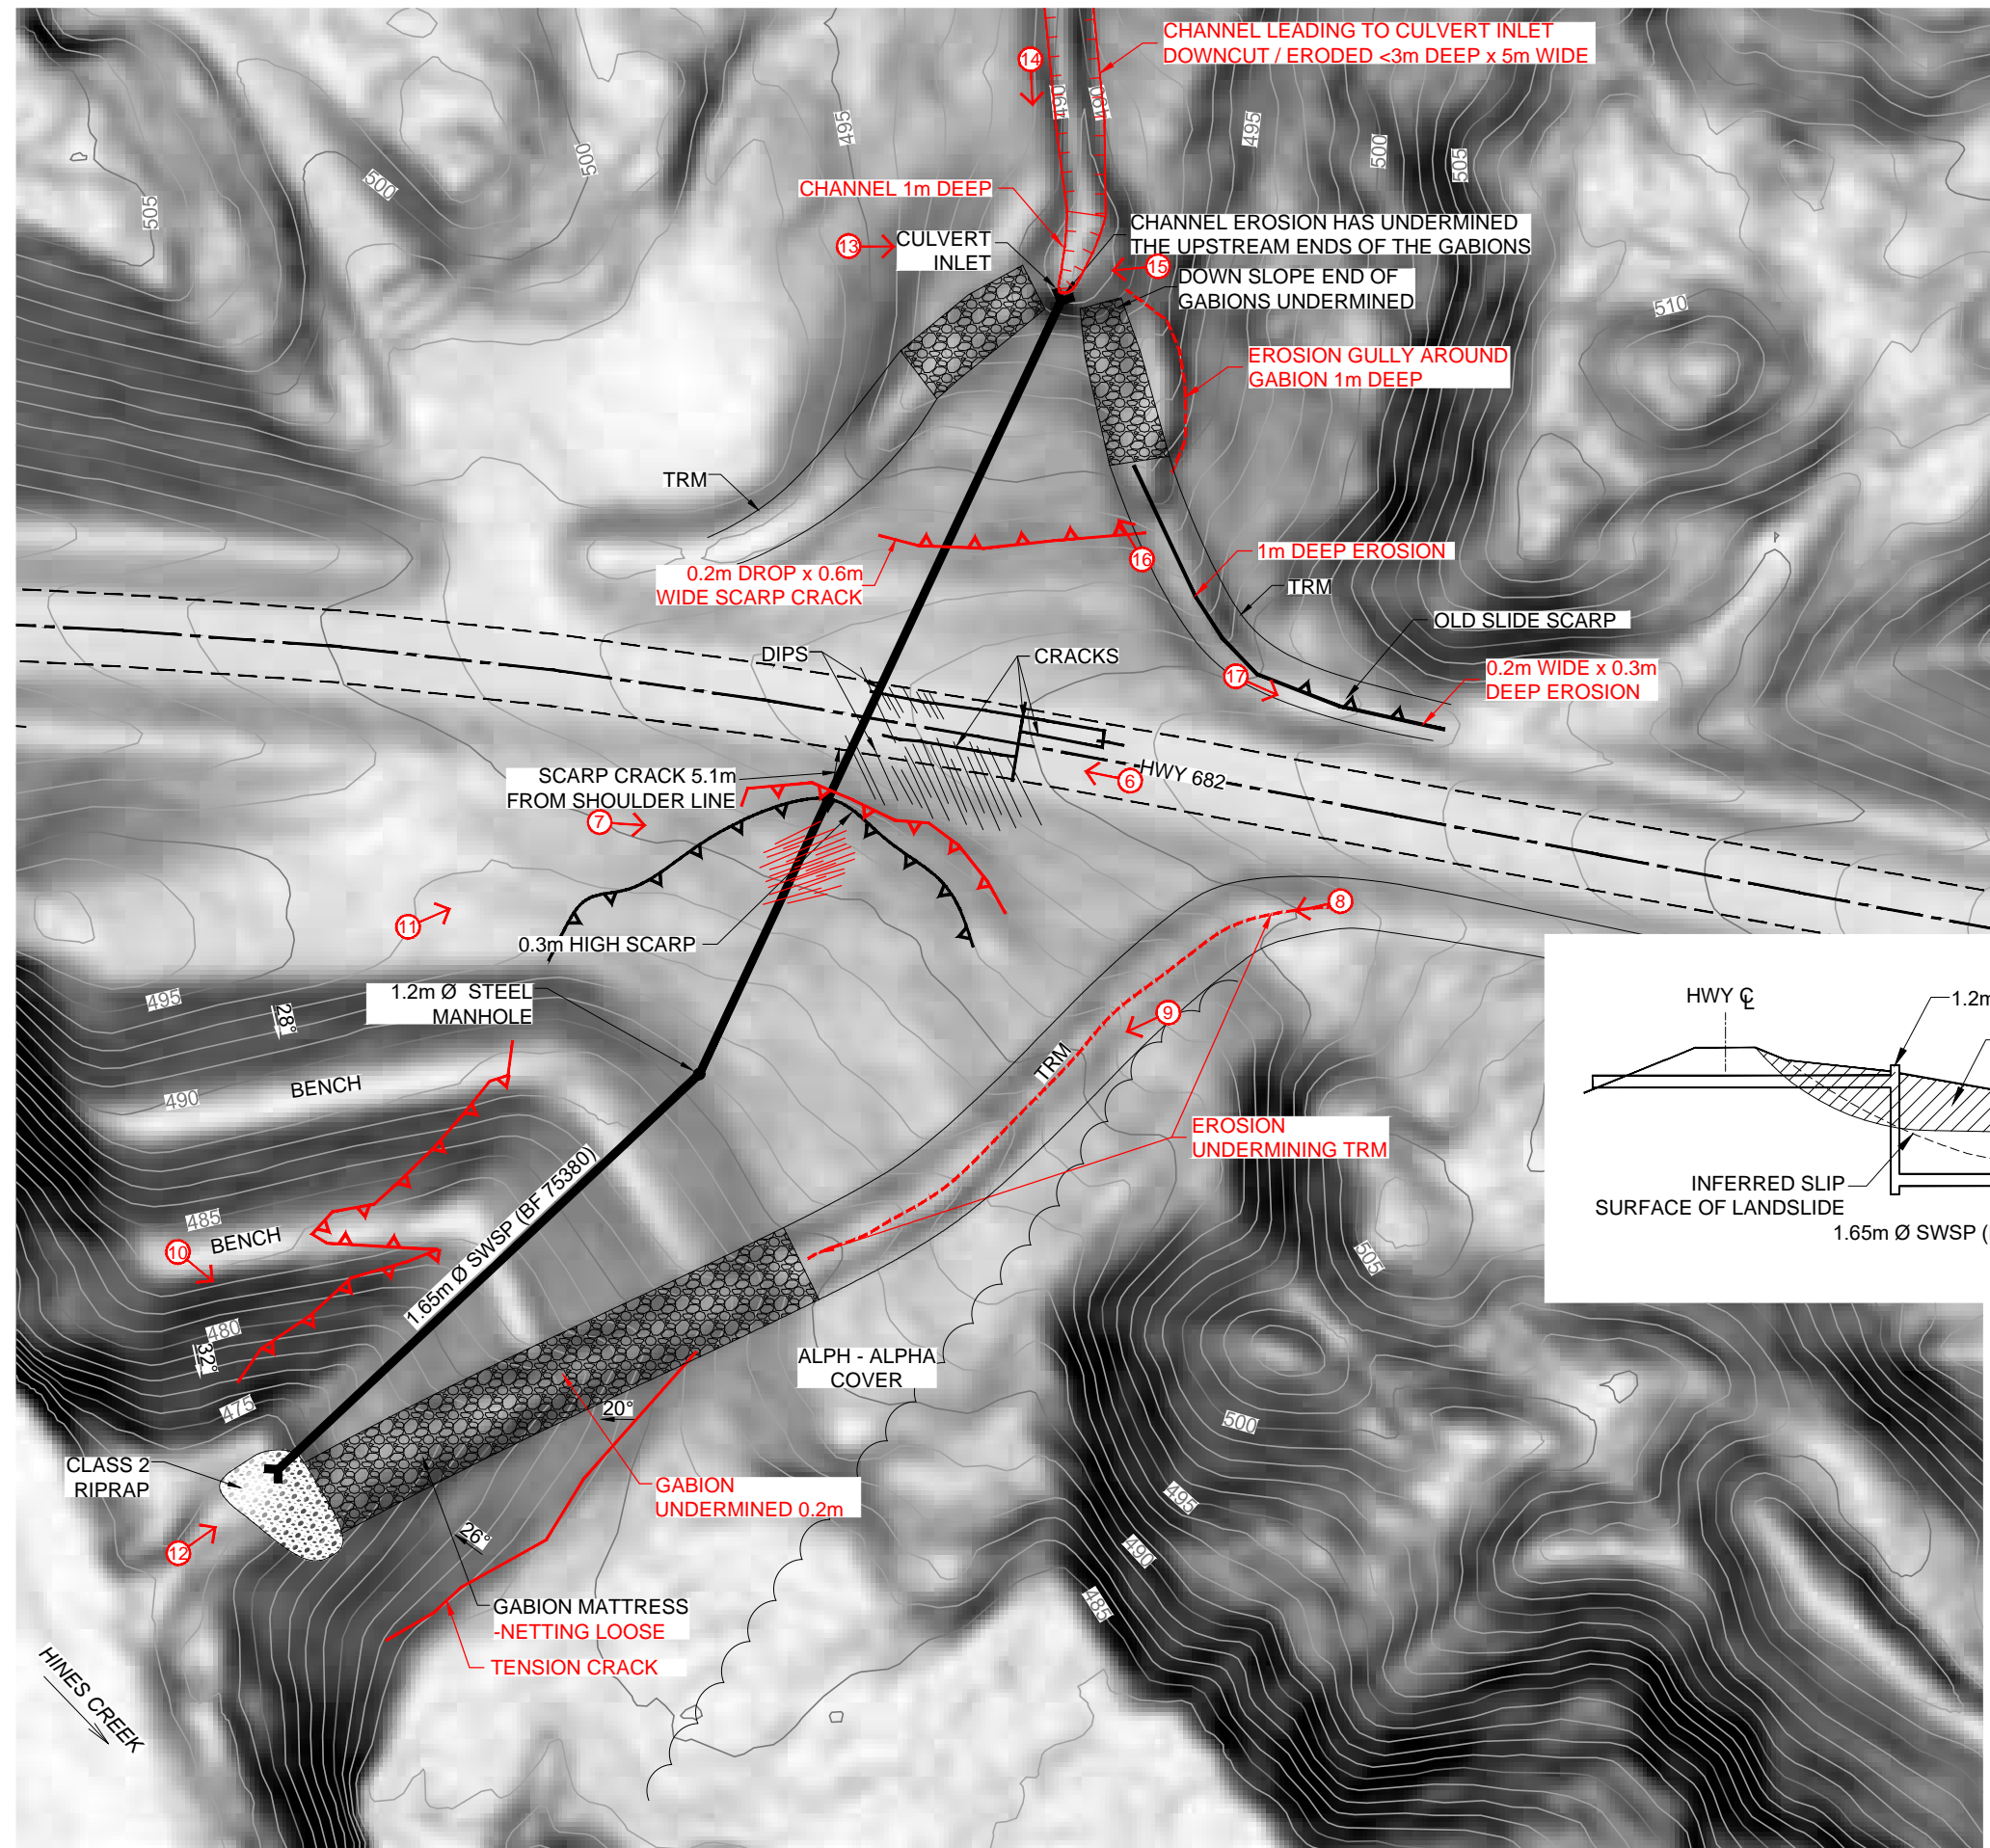 CHANNEL LEADING TO CULVERT INLET
DOWNCUT / ERODED <3m DEEP x 5m WIDE
14
490
490
495
495
500
505
500
500
505
CHANNEL 1m DEEP
CHANNEL EROSION HAS UNDERMINED
THE UPSTREAM ENDS OF THE GABIONS
13
CULVERT
INLET
15
DOWN SLOPE END OF
GABIONS UNDERMINED
510
EROSION GULLY AROUND
GABION 1m DEEP
TRM
1m DEEP EROSION
16
0.2m DROP x 0.6m
WIDE SCARP CRACK
TRM
OLD SLIDE SCARP
DIPS
CRACKS
17
0.2m WIDE x 0.3m
DEEP EROSION
SCARP CRACK 5.1m
FROM SHOULDER LINE
6
HWY 682
7
8
11
0.3m HIGH SCARP
495
28°
1.2m Ø STEEL
MANHOLE
9
HWY ℄
1.2m
BENCH
490
TRM
EROSION
UNDERMINING TRM
INFERRED SLIP
SURFACE OF LANDSLIDE
1.65m Ø SWSP (
485
BENCH
10
1.65m Ø SWSP (BF 75380)
505
480
32°
ALPH - ALPHA
COVER
475
20°
500
CLASS 2
RIPRAP
GABION
UNDERMINED 0.2m
495
26°
12
490
485
GABION MATTRESS
-NETTING LOOSE
TENSION CRACK
HINES CREEK